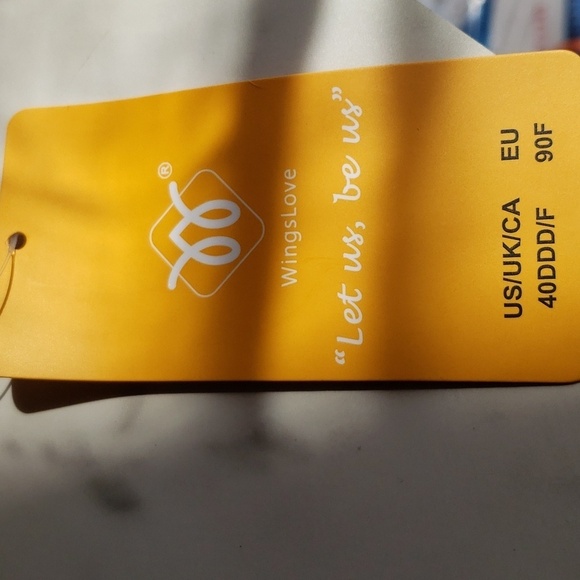 ®
WingsLove
“Let us, be us”
US/UK/CA EU
40DDD/F 90F